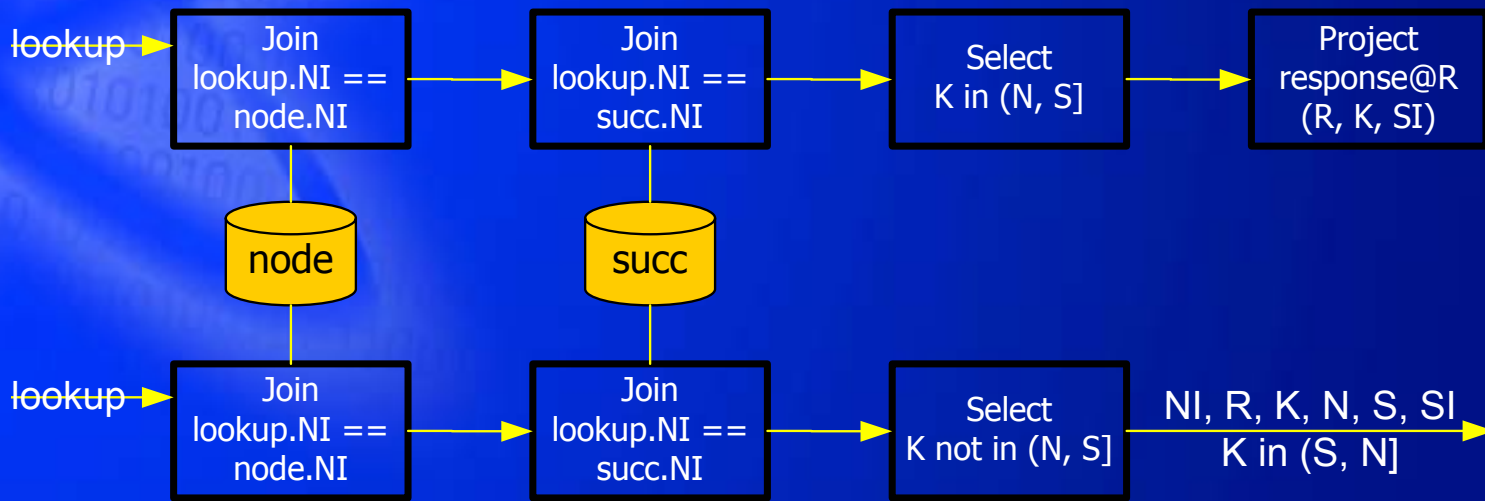 lookup
Join
lookup.NI ==
node.NI
Join
lookup.NI ==
succ.NI
Select
K in (N, S]
Project
response@R
(R, K, SI)
node
succ
lookup
Join
lookup.NI ==
node.NI
Join
lookup.NI ==
succ.NI
Select
K not in (N, S]
NI, R, K, N, S, SI
K in (S, N]